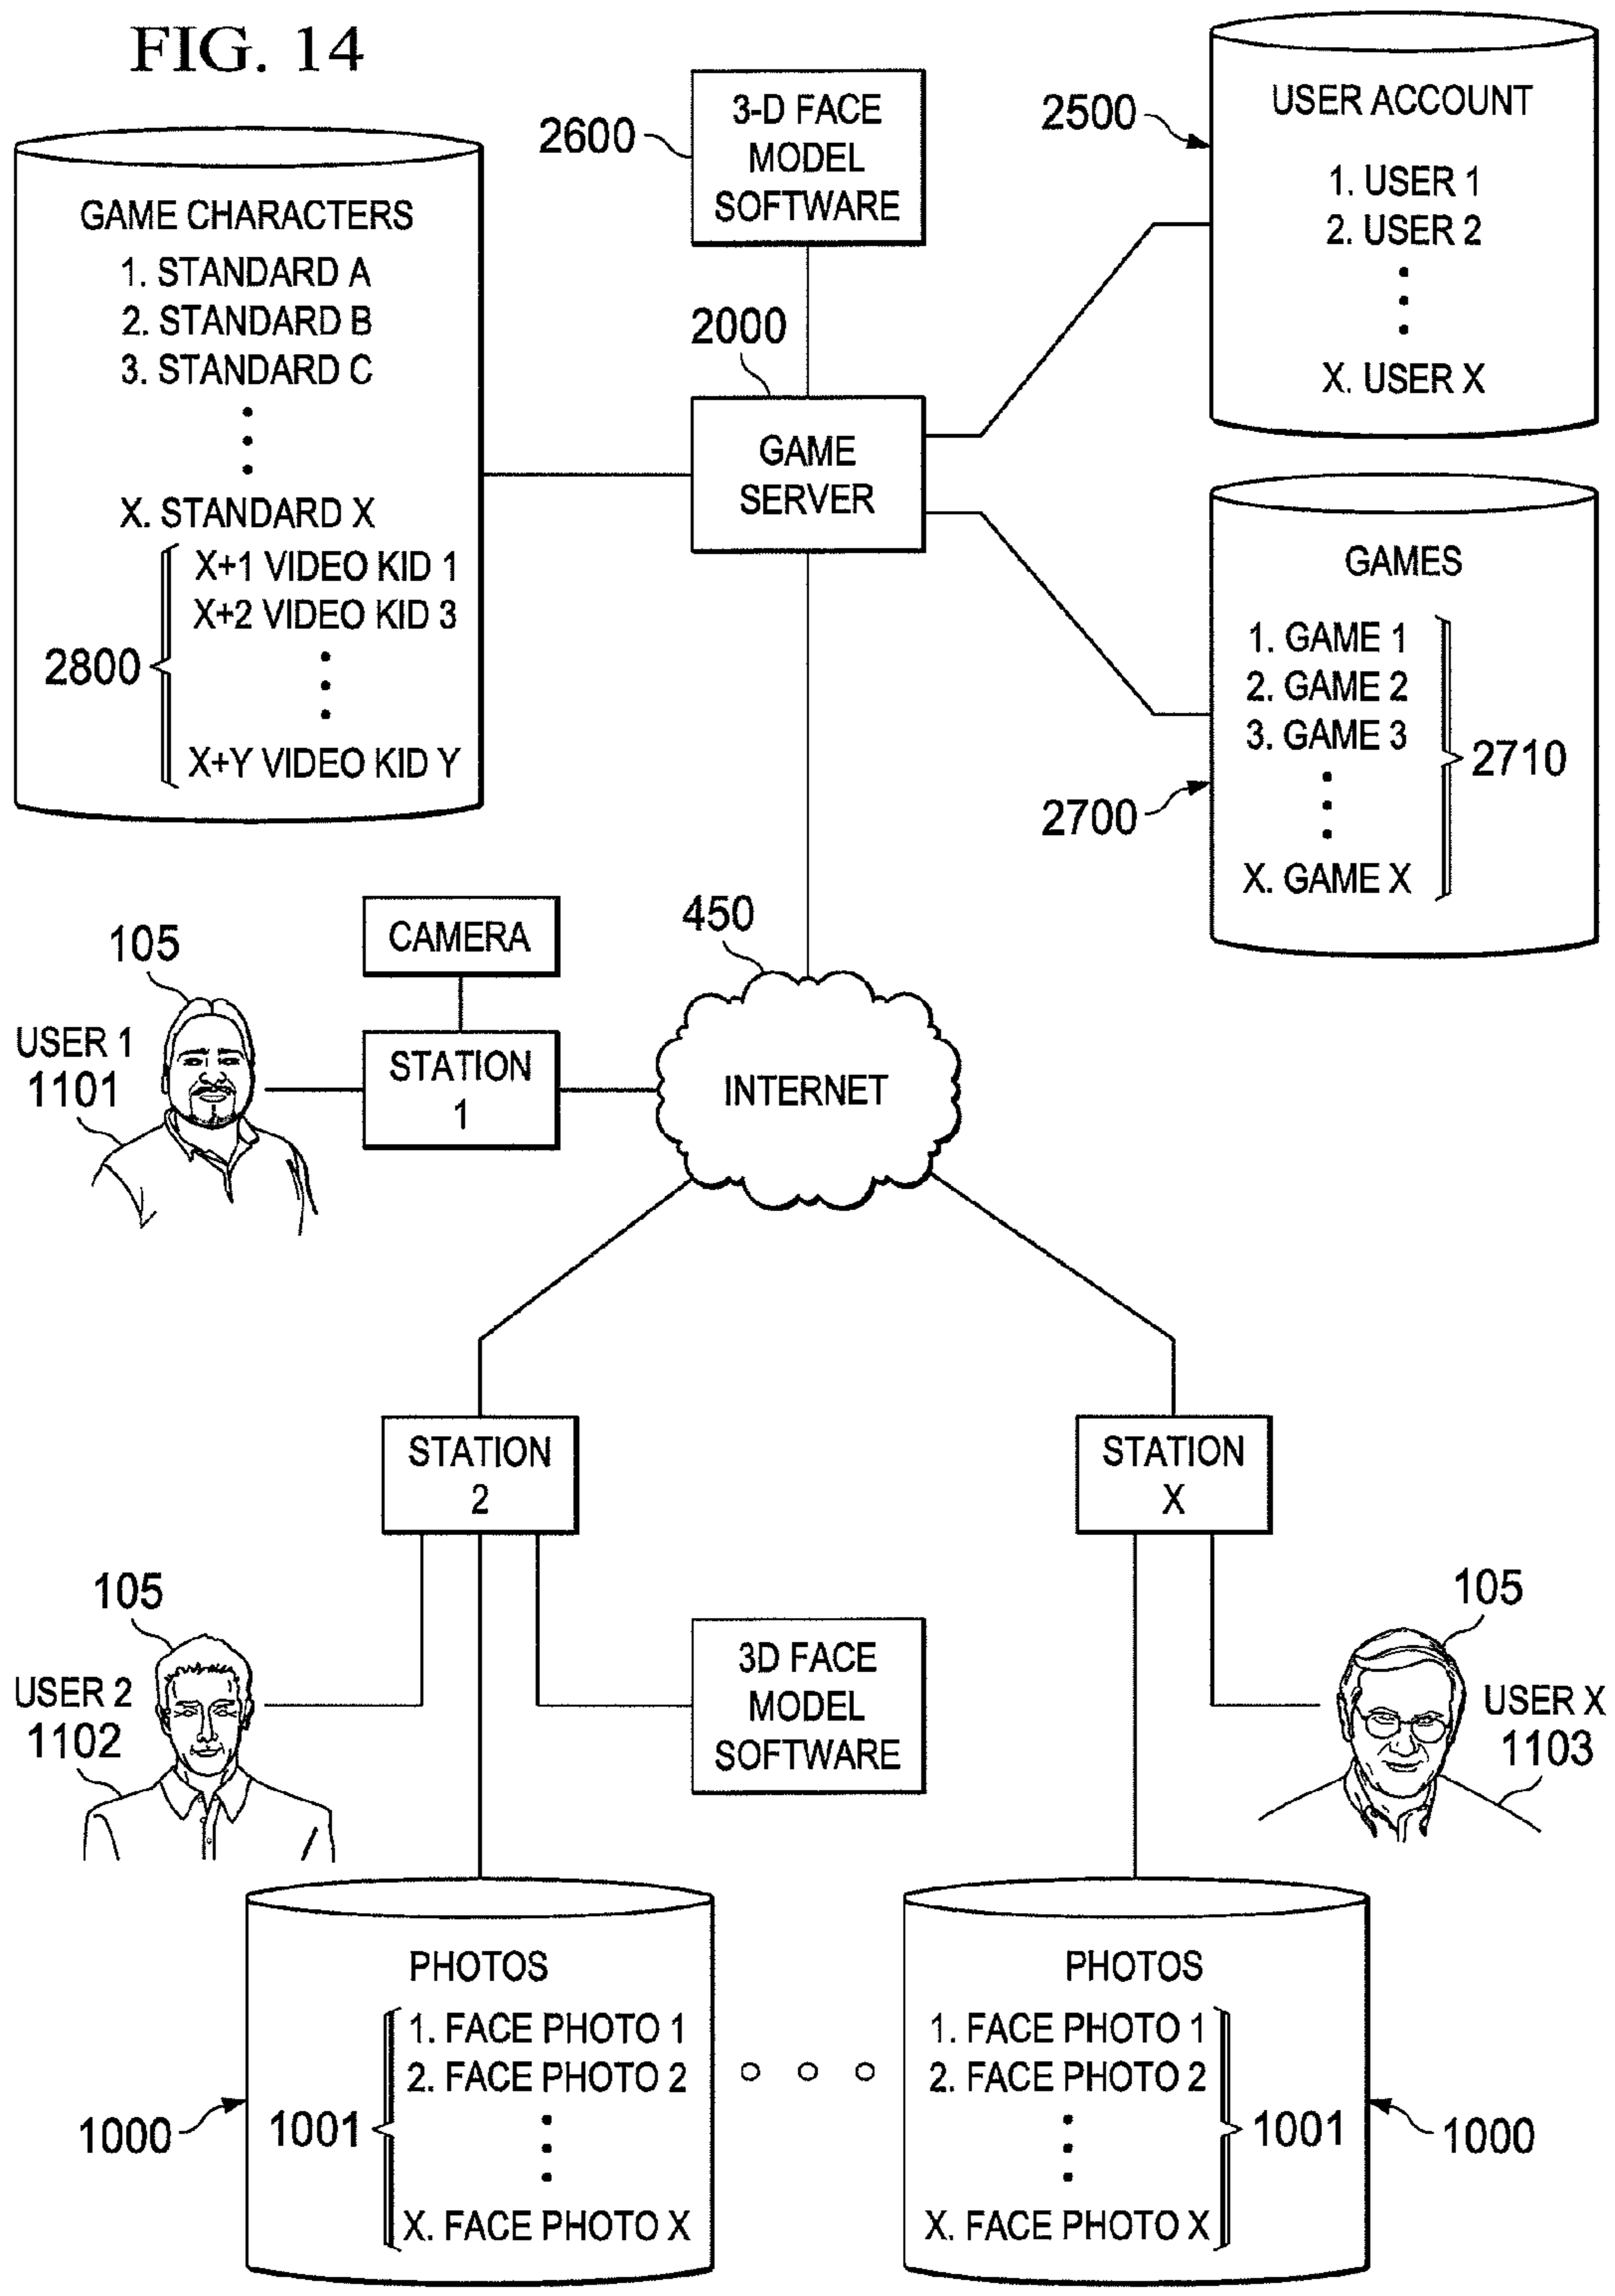 FIG. 14
GAME CHARACTERS
1. STANDARD A
2. STANDARD B
3. STANDARD C
X. STANDARD X
X+1 VIDEO KID 1
X+2 VIDEO KID 3
X+Y VIDEO KID Y
2800
2600
3-D FACE
MODEL
SOFTWARE
2000
GAME
SERVER
2500
USER ACCOUNT
1. USER 1
2. USER 2
X. USER X
GAMES
1. GAME 1
2. GAME 2
3. GAME 3
X. GAME X
2710
2700
105
USER 1
1101
CAMERA
STATION
1
450
INTERNET
STATION
2
STATION
X
105
USER 2
1102
3D FACE
MODEL
SOFTWARE
105
USER X
1103
PHOTOS
1. FACE PHOTO 1
2. FACE PHOTO 2
X. FACE PHOTO X
1000
1001
PHOTOS
1. FACE PHOTO 1
2. FACE PHOTO 2
X. FACE PHOTO X
1001
1000